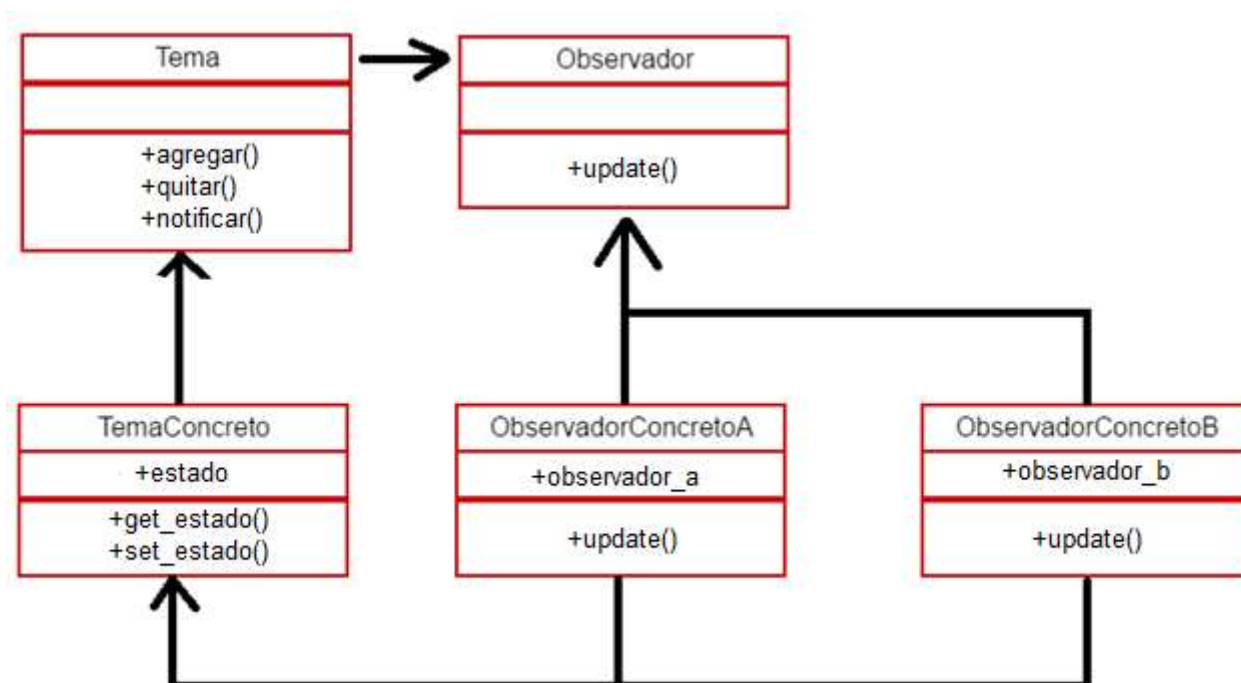 Tema
+agregar()
+quitar()
+notificar()
Observador
+update()
TemaConcreto
+estado
+get_estado()
+set_estado()
ObservadorConcretoA
+observador_a
+update()
ObservadorConcretoB
+observador_b
+update()